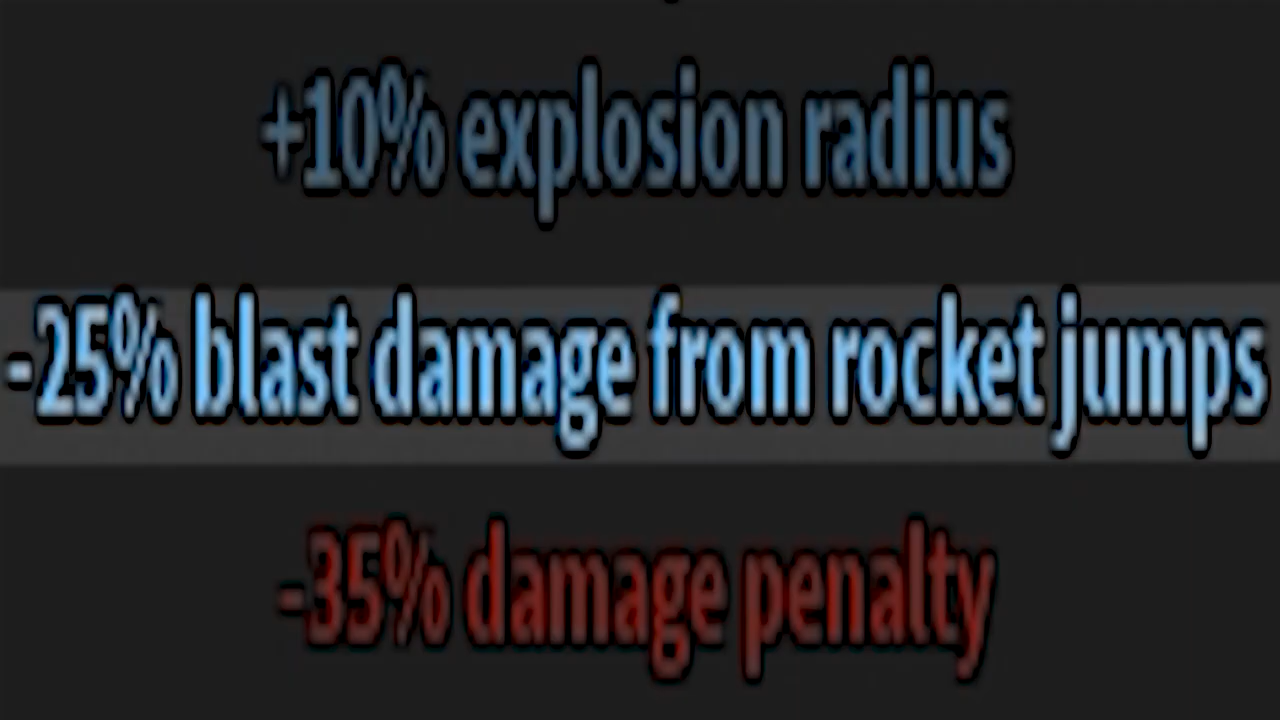 +10% explosion radius
-25% blast damage from rocket jumps
-35% damage penalty